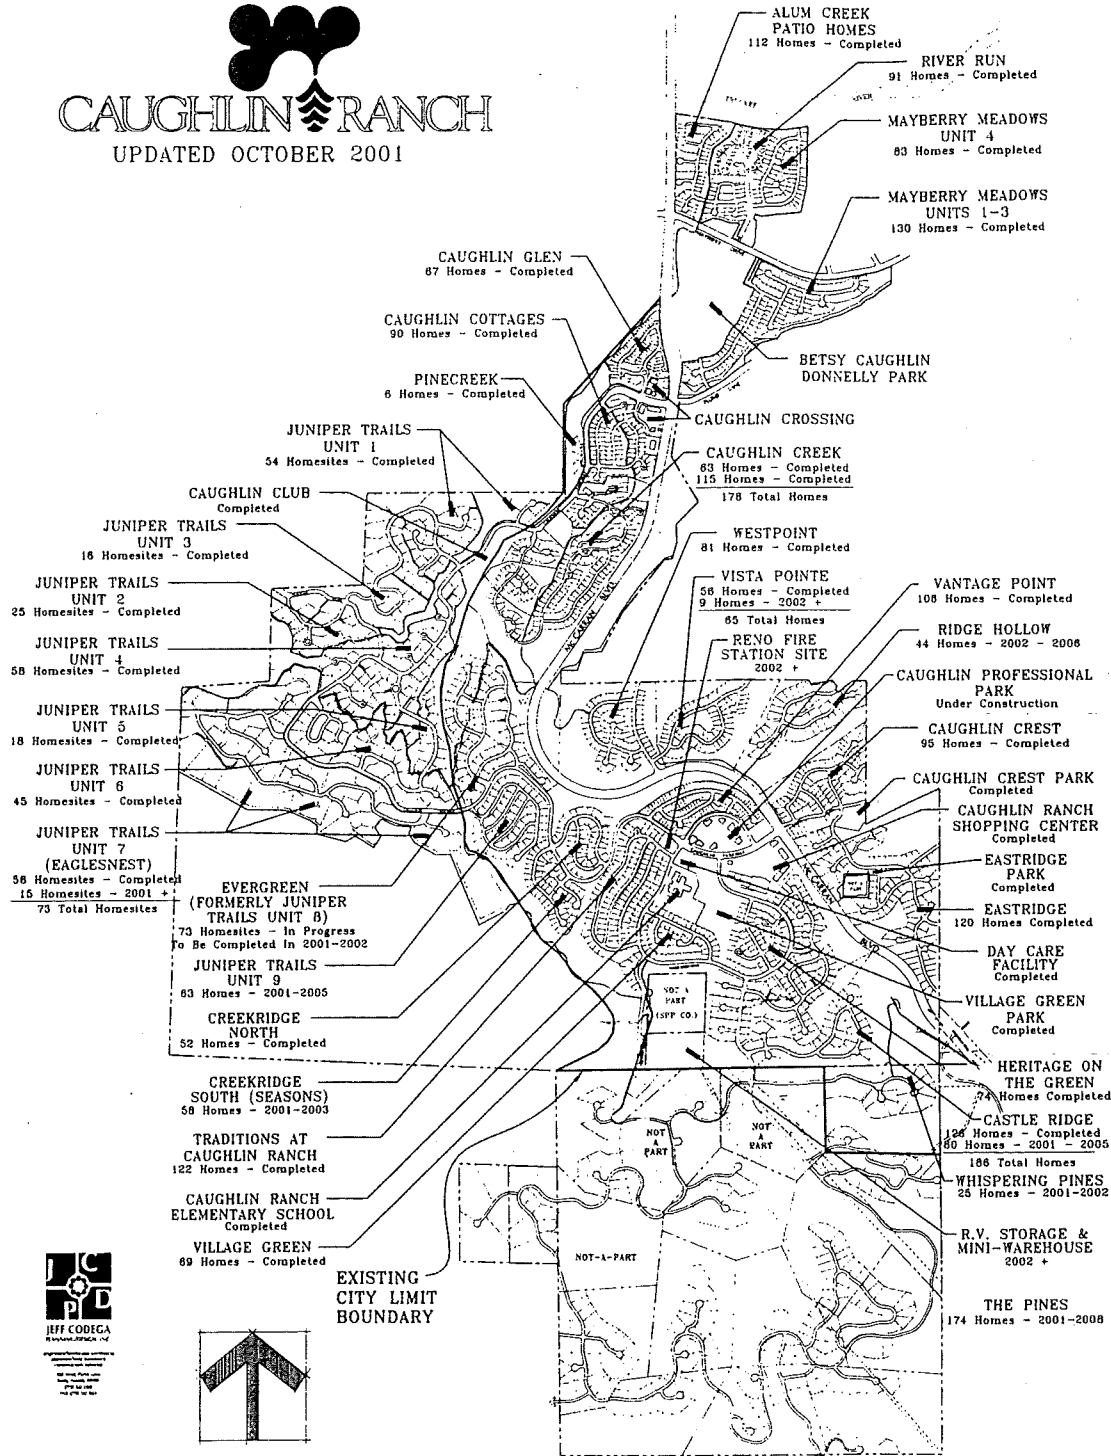 CAUGHLIN RANCH
UPDATED OCTOBER 2001
ALUM CREEK
PATIO HOMES
112 Homes - Completed
RIVER RUN
91 Homes - Completed
RIVER
MAYBERRY MEADOWS
UNIT 4
83 Homes - Completed
MAYBERRY MEADOWS
UNITS 1-3
130 Homes - Completed
CAUGHLIN GLEN
67 Homes - Completed
CAUGHLIN COTTAGES
90 Homes - Completed
BETSY CAUGHLIN
DONNELLY PARK
PINECREEK
6 Homes - Completed
CAUGHLIN CROSSING
JUNIPER TRAILS
UNIT 1
54 Homesites - Completed
CAUGHLIN CREEK
63 Homes - Completed
115 Homes - Completed
178 Total Homes
CAUGHLIN CLUB
Completed
JUNIPER TRAILS
UNIT 3
16 Homesites - Completed
WESTPOINT
81 Homes - Completed
JUNIPER TRAILS
UNIT 2
25 Homesites - Completed
VISTA POINTE
56 Homes - Completed
9 Homes - 2002 +
65 Total Homes
VANTAGE POINT
106 Homes - Completed
JUNIPER TRAILS
UNIT 4
58 Homesites - Completed
RENO FIRE
STATION SITE
2002 +
RIDGE HOLLOW
44 Homes - 2002 - 2006
CAUGHLIN PROFESSIONAL
PARK
Under Construction
Mc CARRAN BLVD.
JUNIPER TRAILS
UNIT 5
18 Homesites - Completed
CAUGHLIN CREST
95 Homes - Completed
JUNIPER TRAILS
UNIT 6
45 Homesites - Completed
CAUGHLIN CREST PARK
Completed
CAUGHLIN RANCH
SHOPPING CENTER
Completed
JUNIPER TRAILS
UNIT 7
(EAGLESNEST)
56 Homesites - Completed
15 Homesites - 2001 +
73 Total Homesites
EASTRIDGE
PARK
Completed
NOT A
PART
EVERGREEN
(FORMERLY JUNIPER
TRAILS UNIT 8)
73 Homesites - In Progress
To Be Completed In 2001-2002
EASTRIDGE
120 Homes Completed
Mc CARRAN
BLVD.
DAY CARE
FACILITY
Completed
JUNIPER TRAILS
UNIT 9
63 Homes - 2001-2005
NOT A
PART
(SPP CO.)
VILLAGE GREEN
PARK
Completed
CREEKRIDGE
NORTH
52 Homes - Completed
HERITAGE ON
THE GREEN
74 Homes Completed
CREEKRIDGE
SOUTH (SEASONS)
58 Homes - 2001-2003
CASTLE RIDGE
126 Homes - Completed
60 Homes - 2001 - 2005
186 Total Homes
NOT
A
PART
NOT
A
PART
TRADITIONS AT
CAUGHLIN RANCH
122 Homes - Completed
WHISPERING PINES
25 Homes - 2001-2002
CAUGHLIN RANCH
ELEMENTARY SCHOOL
Completed
R.V. STORAGE &
MINI-WAREHOUSE
2002 +
VILLAGE GREEN
69 Homes - Completed
NOT-A-PART
EXISTING
CITY LIMIT
BOUNDARY
THE PINES
174 Homes - 2001-2008
J C
P D
JEFF CODEGA